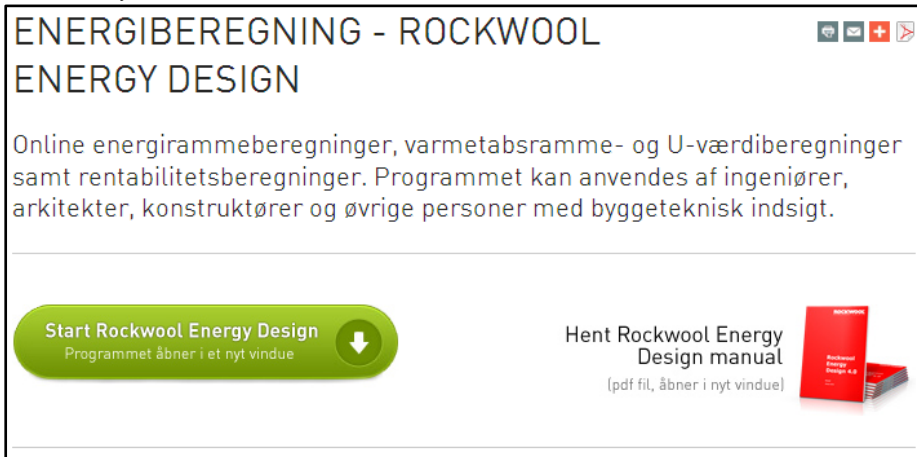 ENERGIBEREGNING - ROCKWOOL
ENERGY DESIGN
Online energirammeberegninger, varmetabsramme- og U-værdiberegninger
samt rentabilitetsberegninger. Programmet kan anvendes af ingeniører,
arkitekter, konstruktører og øvrige personer med byggeteknisk indsigt.
Start Rockwool Energy Design
Programmet åbner i et nyt vindue
Hent Rockwool Energy
Design manual
(pdf fil, åbner i nyt vindue)
ROCKWOOL
Rockwool
Energy
Design 4.0